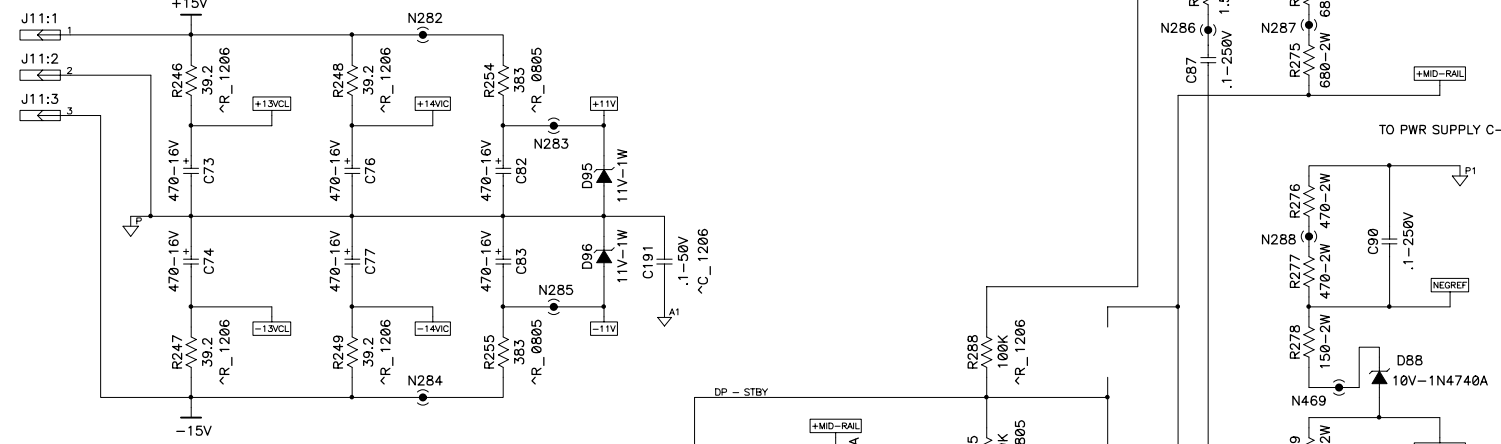 +15V
J11:1
1
J11:2
2
J11:3
3
N282
R246
39.2
^R_1206
R248
39.2
^R_1206
R254
383
^R_0805
+13VCL
+14VIC
+11V
N283
470-16V
+
C73
470-16V
+
C76
470-16V
+
C82
D95
11V-1W
P
470-16V
+
C74
470-16V
+
C77
470-16V
+
C83
D96
11V-1W
C191
.1-50V
^C_1206
A1
N285
-13VCL
-14VIC
-11V
R247
39.2
^R_1206
R249
39.2
^R_1206
R255
383
^R_0805
N284
-15V
DP - STBY
+MID-RAIL
R288
100K
^R_1206
N286
C87
.1-250V
N287
R275
680-2W
+MID-RAIL
TO PWR SUPPLY C-
P1
R276
470-2W
N288
R277
470-2W
C90
.1-250V
NEGREF
R278
150-2W
D88
10V-1N4740A
N469